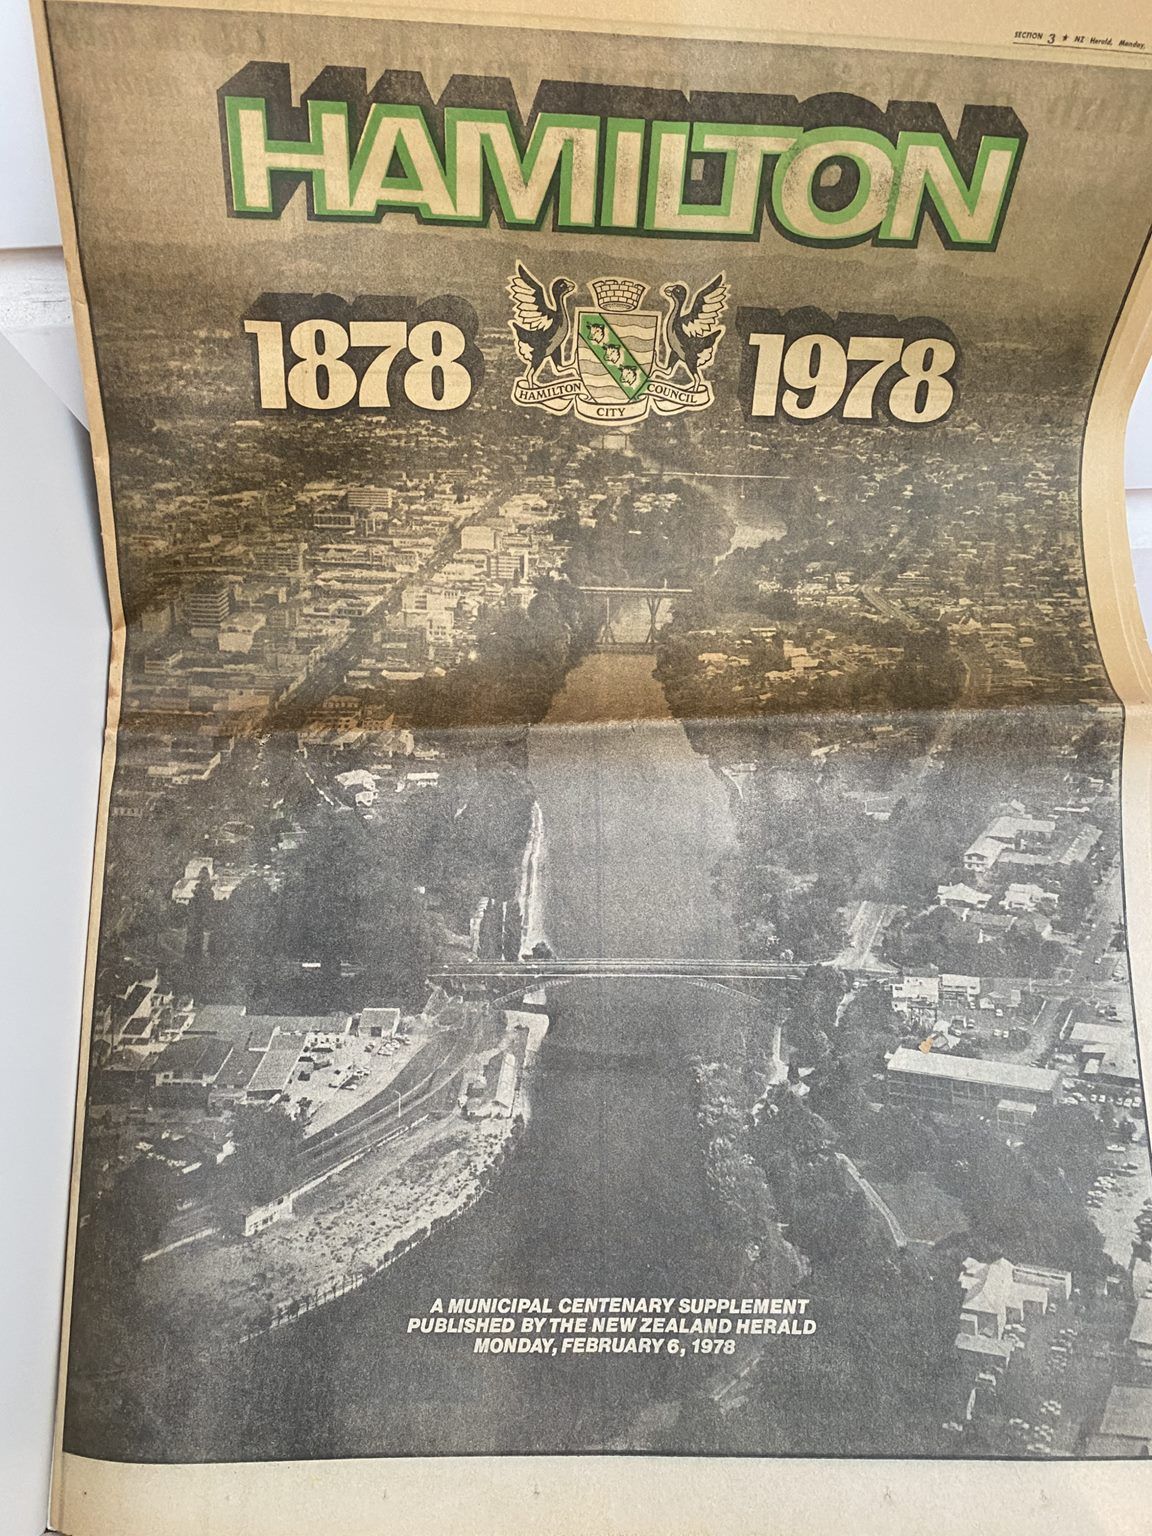 SECTION 3 ★ NZ Herald, Monday,
HAMILTON
1878
1978
HAMILTON
CITY
COUNCIL
A MUNICIPAL CENTENARY SUPPLEMENT
PUBLISHED BY THE NEW ZEALAND HERALD
MONDAY, FEBRUARY 6, 1978